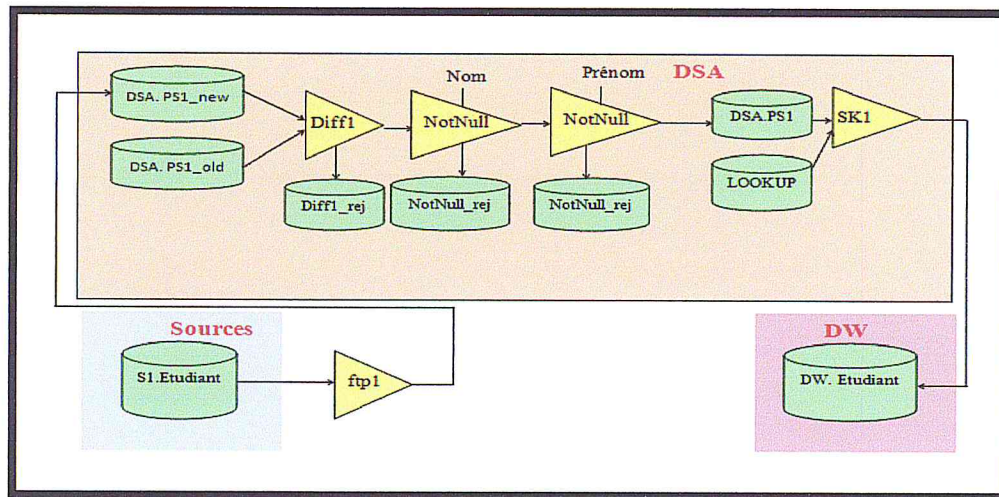 Nom
Prénom
DSA
DSA. PS1_new
Diff1
NotNull
NotNull
DSA.PS1
SK1
DSA. PS1_old
LOOKUP
Diff1_rej
NotNull_rej
NotNull_rej
Sources
DW
S1.Etudiant
ftp1
DW. Etudiant